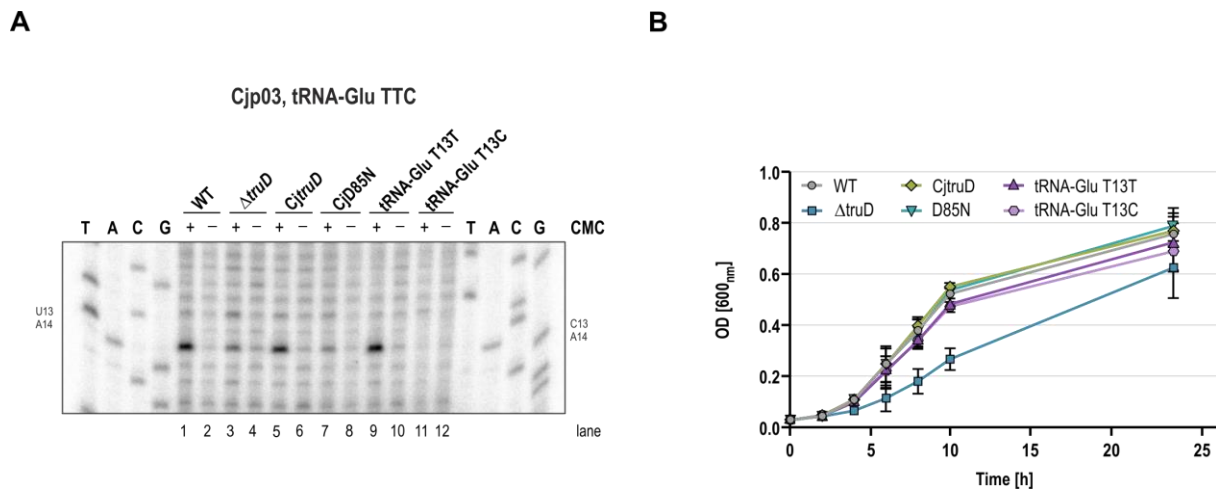 A
B
Cjp03, tRNA-Glu TTC
WT
ΔtruD
CjtruD
CjD85N
tRNA-Glu T13T
tRNA-Glu T13C
T A C G + − + − + − + − + − + − T A C G CMC
U13
A14
C13
A14
1 2 3 4 5 6 7 8 9 10 11 12 lane
WT CjtruD tRNA-Glu T13T
ΔtruD D85N tRNA-Glu T13C
OD [600nm]
1.0
0.8
0.6
0.4
0.2
0.0
0 5 10 15 20 25
Time [h]